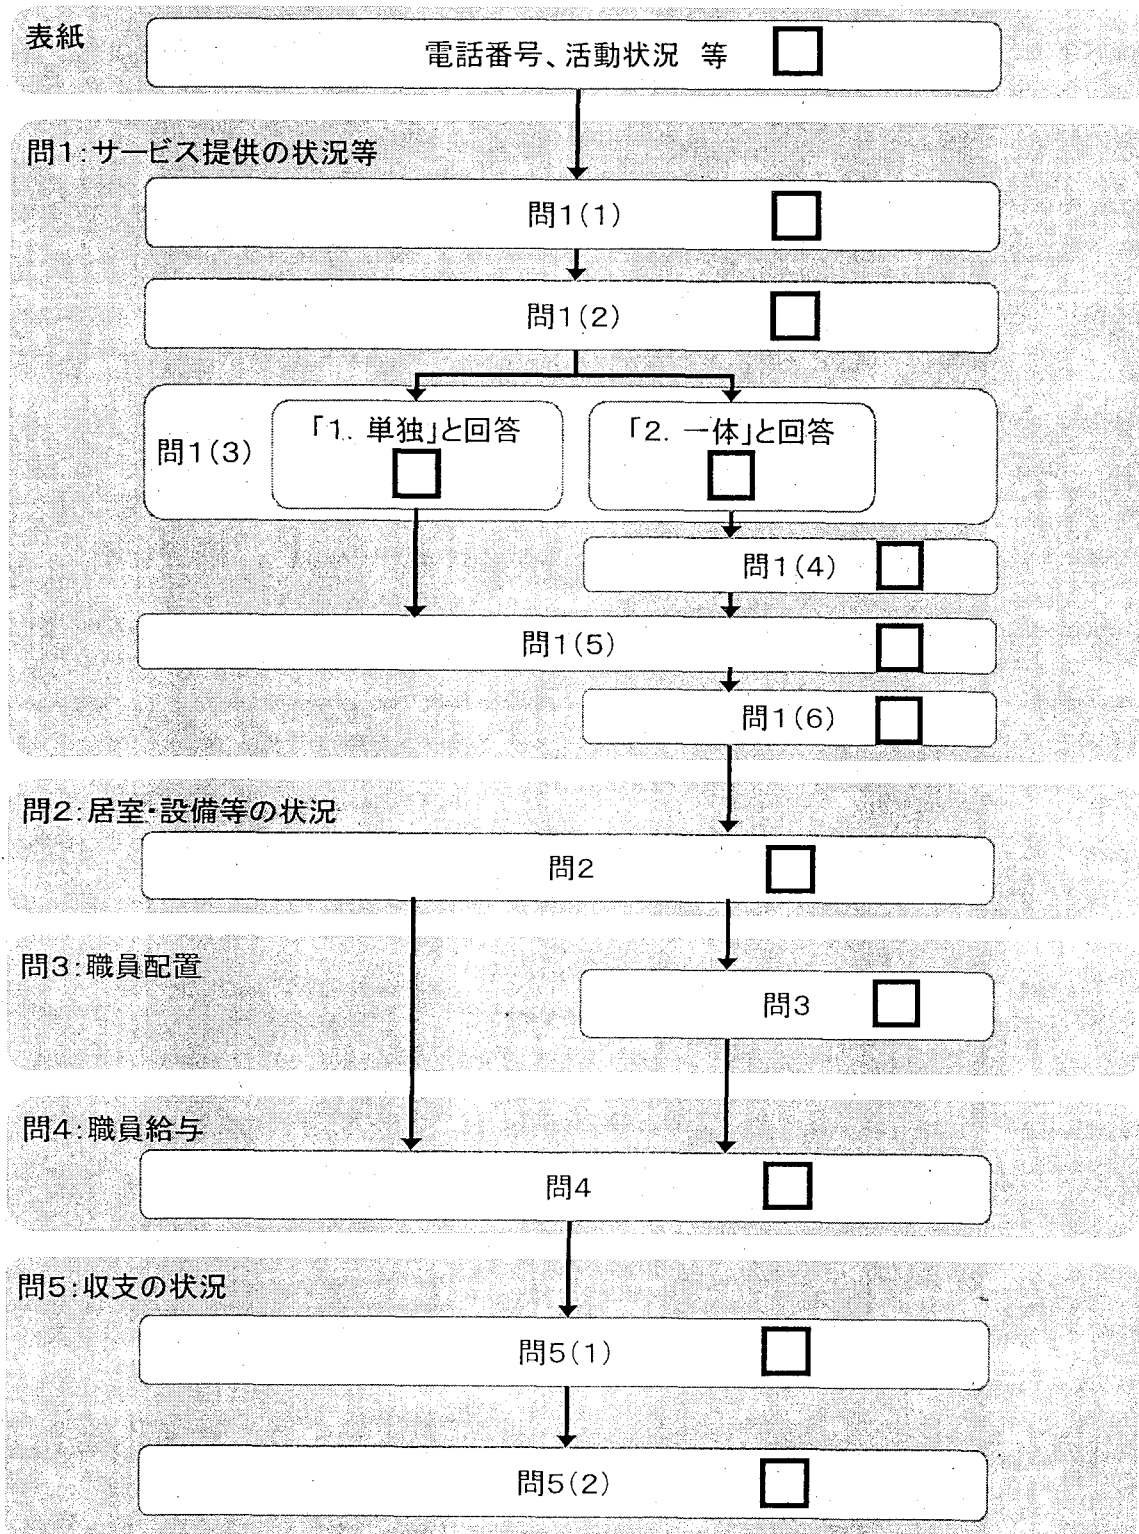 表紙
電話番号、活動状況 等
問1:サービス提供の状況等
問1(1)
問1(2)
問1(3)
「1. 単独」と回答
「2. 一体」と回答
問1(4)
問1(5)
問1(6)
問2:居室・設備等の状況
問2
問3:職員配置
問3
問4:職員給与
問4
問5:収支の状況
問5(1)
問5(2)